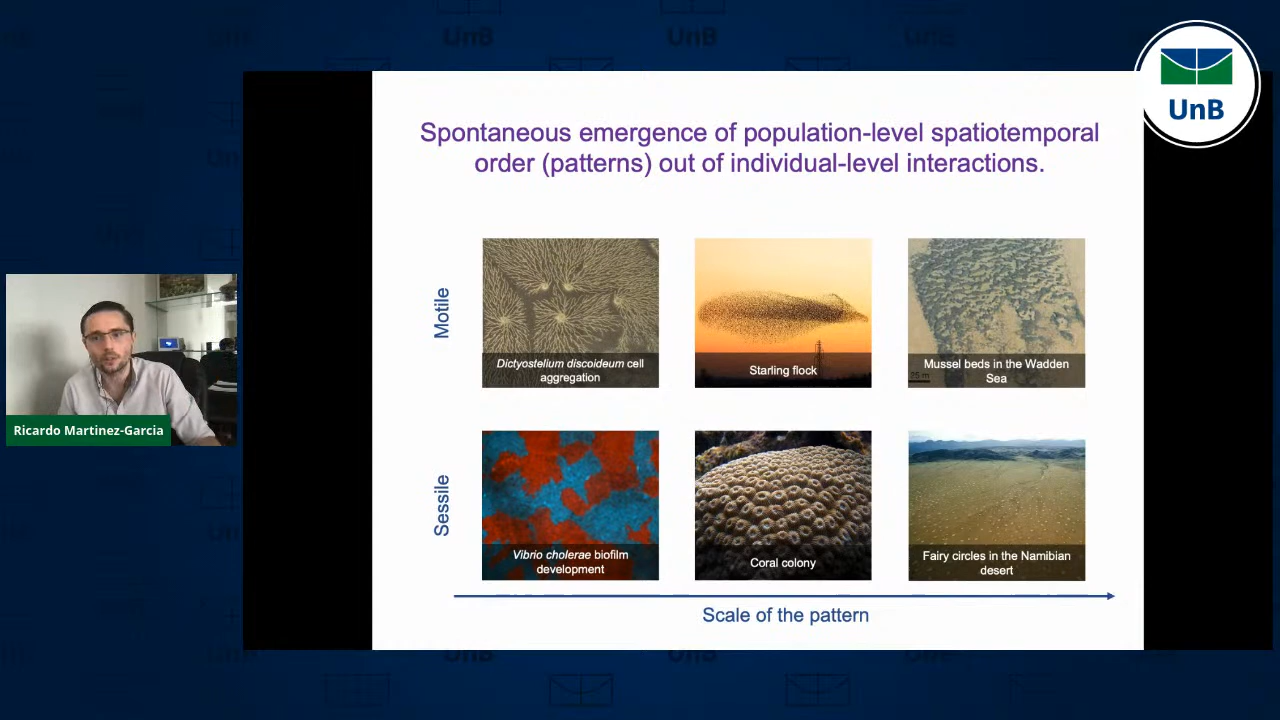 UnB
Spontaneous emergence of population-level spatiotemporal
order (patterns) out of individual-level interactions.
Motile
Dictyostelium discoideum cell
aggregation
Starling flock
25 m
Mussel beds in the Wadden
Sea
Ricardo Martinez-Garcia
Sessile
Vibrio cholerae biofilm
development
Coral colony
Fairy circles in the Namibian
desert
Scale of the pattern